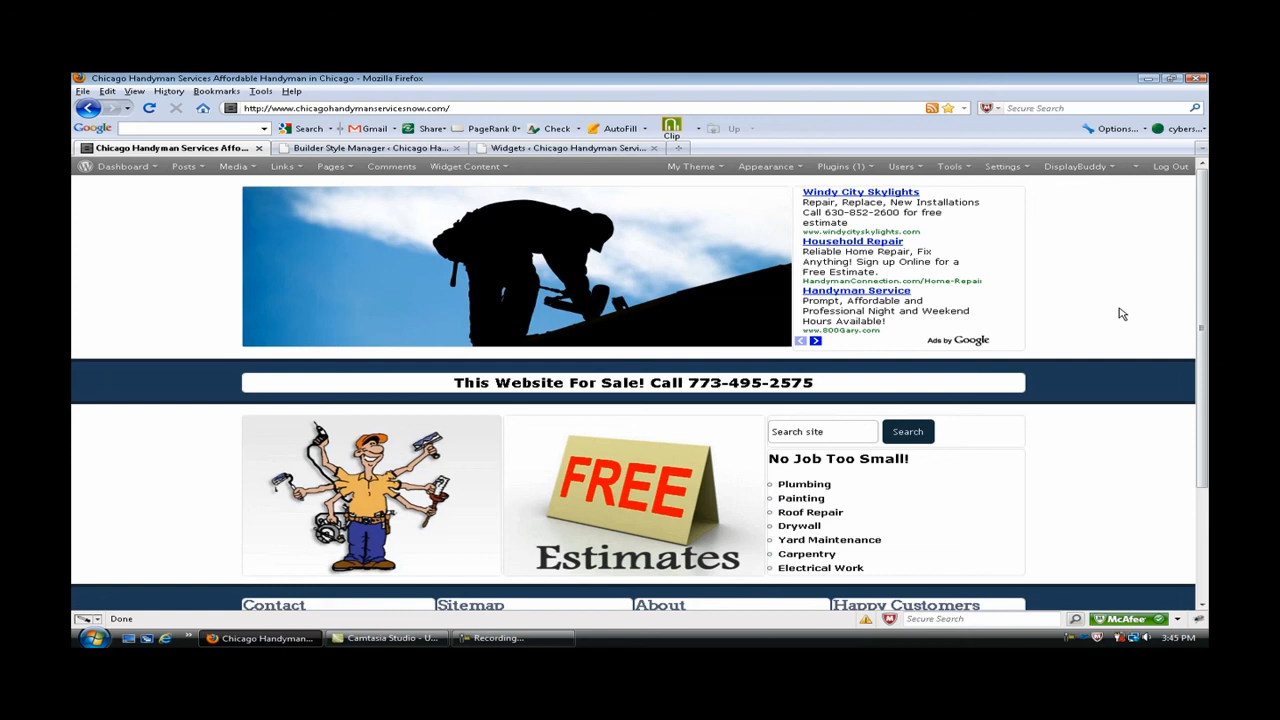 Chicago Handyman Services Affordable Handyman in Chicago - Mozilla Firefox
File Edit View History Bookmarks Tools Help
http://www.chicagohandymanservicesnow.com/
Secure Search
Google Search Gmail Share PageRank 0 Check AutoFill Clip Up Options... cybers...
Chicago Handyman Services Affo... Builder Style Manager ‹ Chicago Ha... Widgets ‹ Chicago Handyman Servi...
Dashboard Posts Media Links Pages Comments Widget Content My Theme Appearance Plugins (1) Users Tools Settings DisplayBuddy Log Out
Windy City Skylights
Repair, Replace, New Installations
Call 630-852-2600 for free
estimate
www.windycityskylights.com
Household Repair
Reliable Home Repair, Fix
Anything! Sign up Online for a
Free Estimate.
HandymanConnection.com/Home-Repai
Handyman Service
Prompt, Affordable and
Professional Night and Weekend
Hours Available!
www.800Gary.com
Ads by Google
This Website For Sale! Call 773-495-2575
FREE
Estimates
Search site Search
No Job Too Small!
Plumbing
Painting
Roof Repair
Drywall
Yard Maintenance
Carpentry
Electrical Work
Contact Sitemap About Happy Customers
Done Secure Search McAfee
Chicago Handyman... Camtasia Studio - U... Recording... 3:45 PM